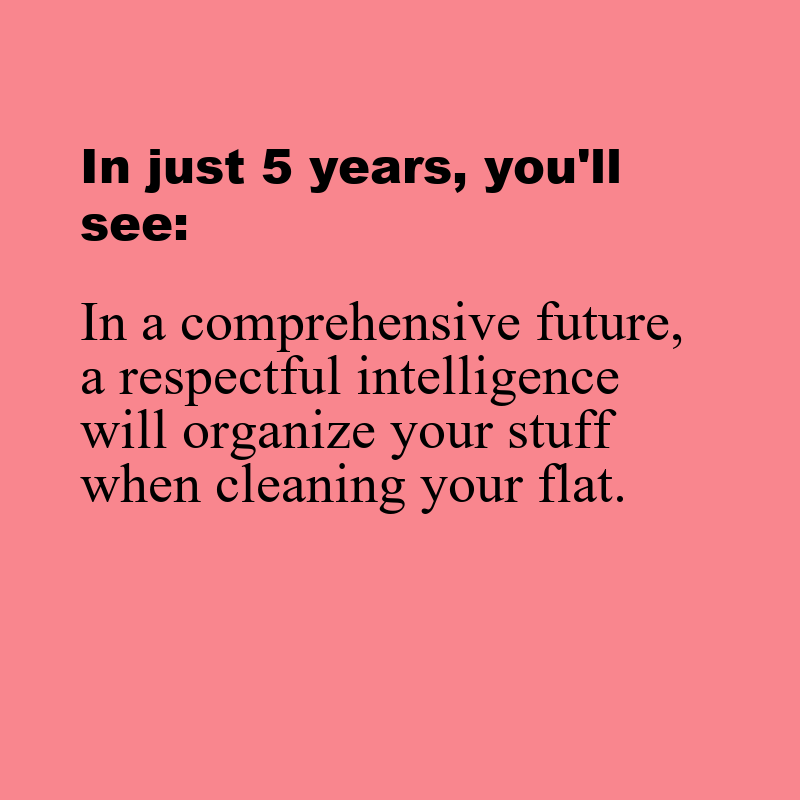 In just 5 years, you'll
see:
In a comprehensive future,
a respectful intelligence
will organize your stuff
when cleaning your flat.